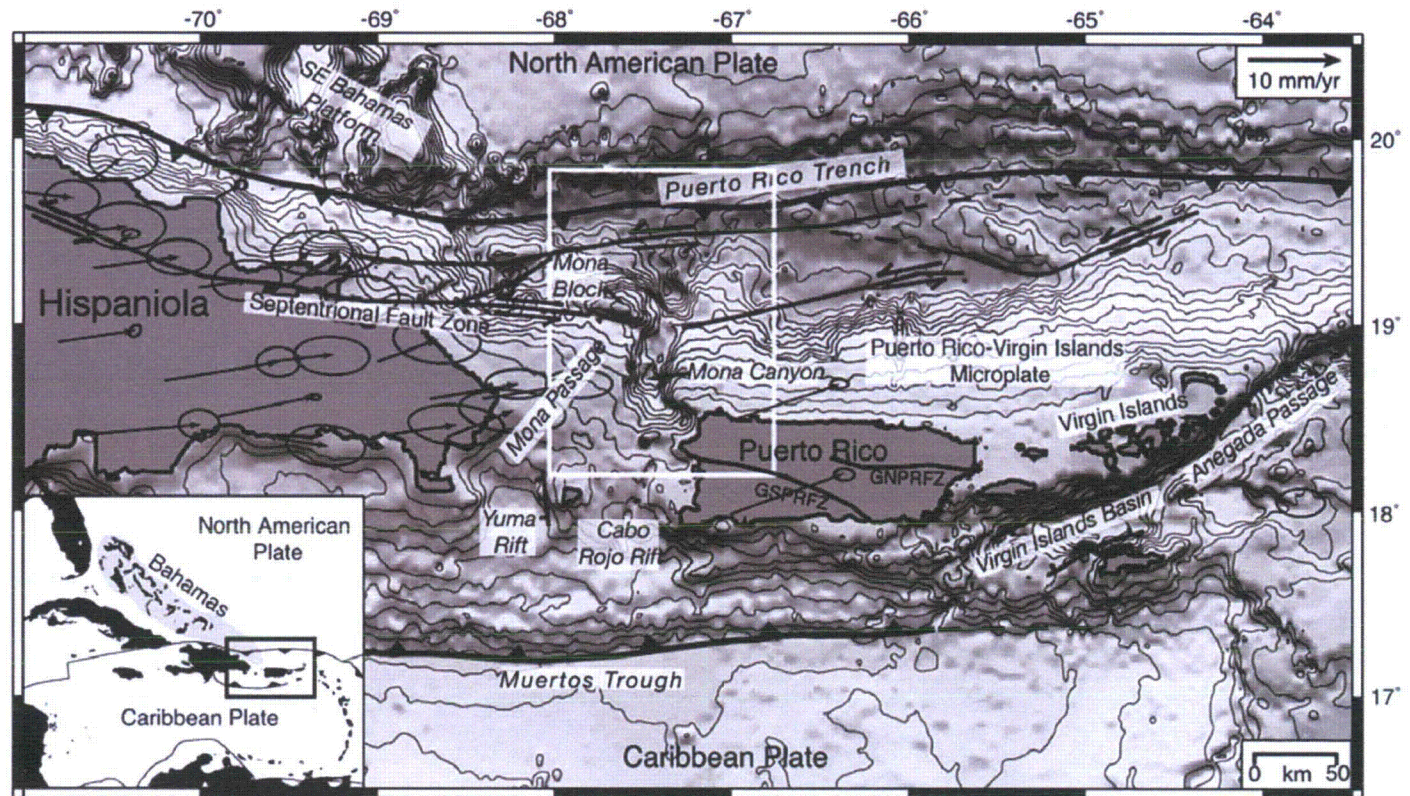 -70° -69° -68° -67° -66° -65° -64°
North American Plate
10 mm/yr
SE Bahamas
Platform
20°
Puerto Rico Trench
Mona
Block
Hispaniola
Septentrional Fault Zone
19°
Puerto Rico-Virgin Islands
Microplate
Mona Passage
Mona Canyon
Virgin Islands
Anegada Passage
Puerto Rico
GNPRFZ
GSPRFZ
18°
Yuma
Rift
Cabo
Rojo Rift
Virgin Islands Basin
North American
Plate
Bahamas
Caribbean Plate
Muertos Trough
17°
Caribbean Plate
0 km 50